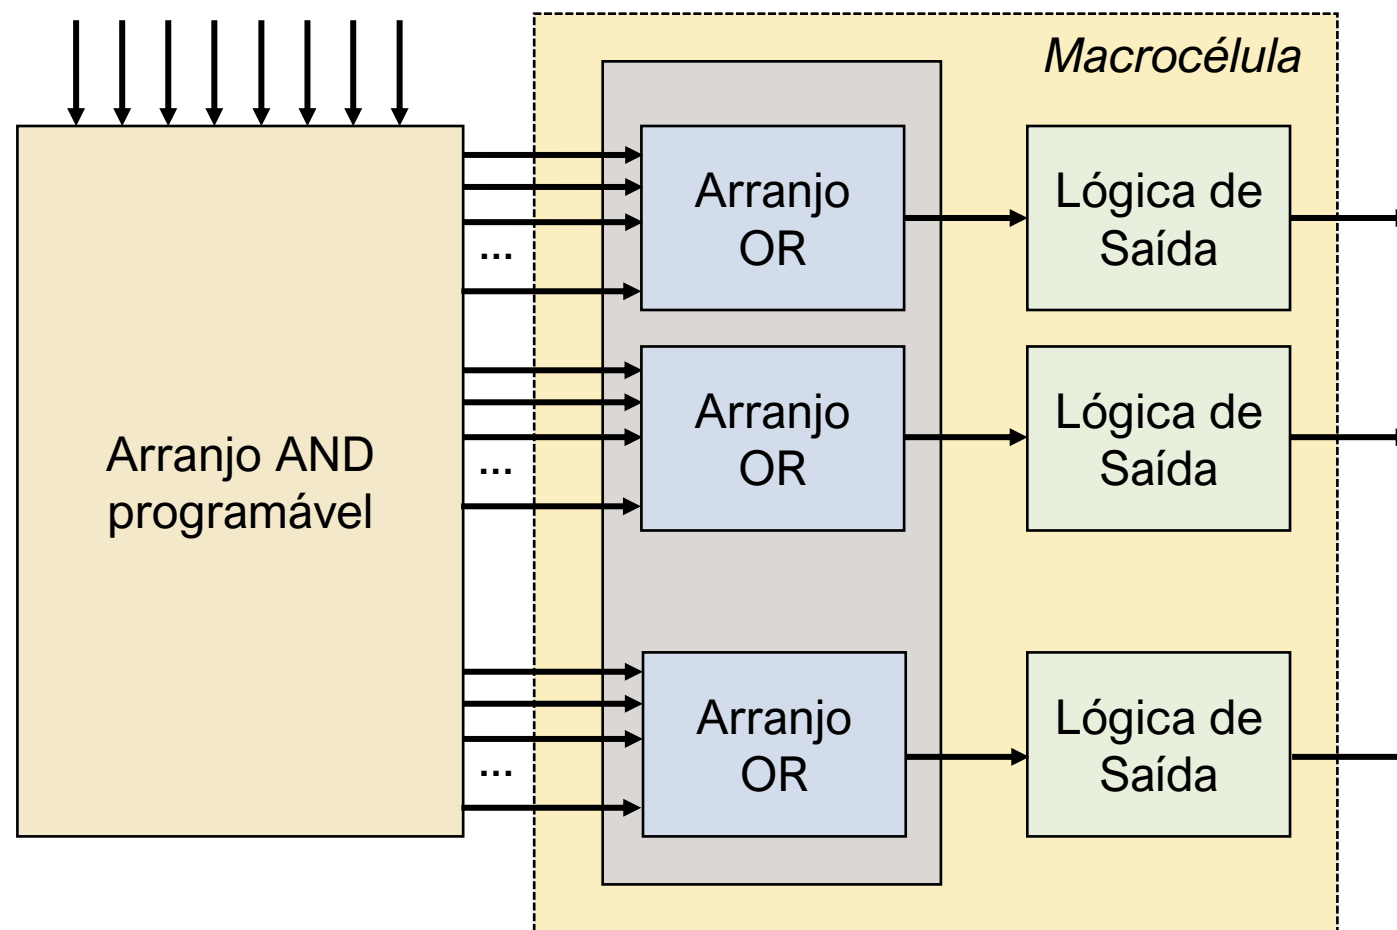 Macrocélula
Arranjo
OR
Lógica de
Saída
...
Arranjo
OR
Lógica de
Saída
Arranjo AND
programável
...
Arranjo
OR
Lógica de
Saída
...